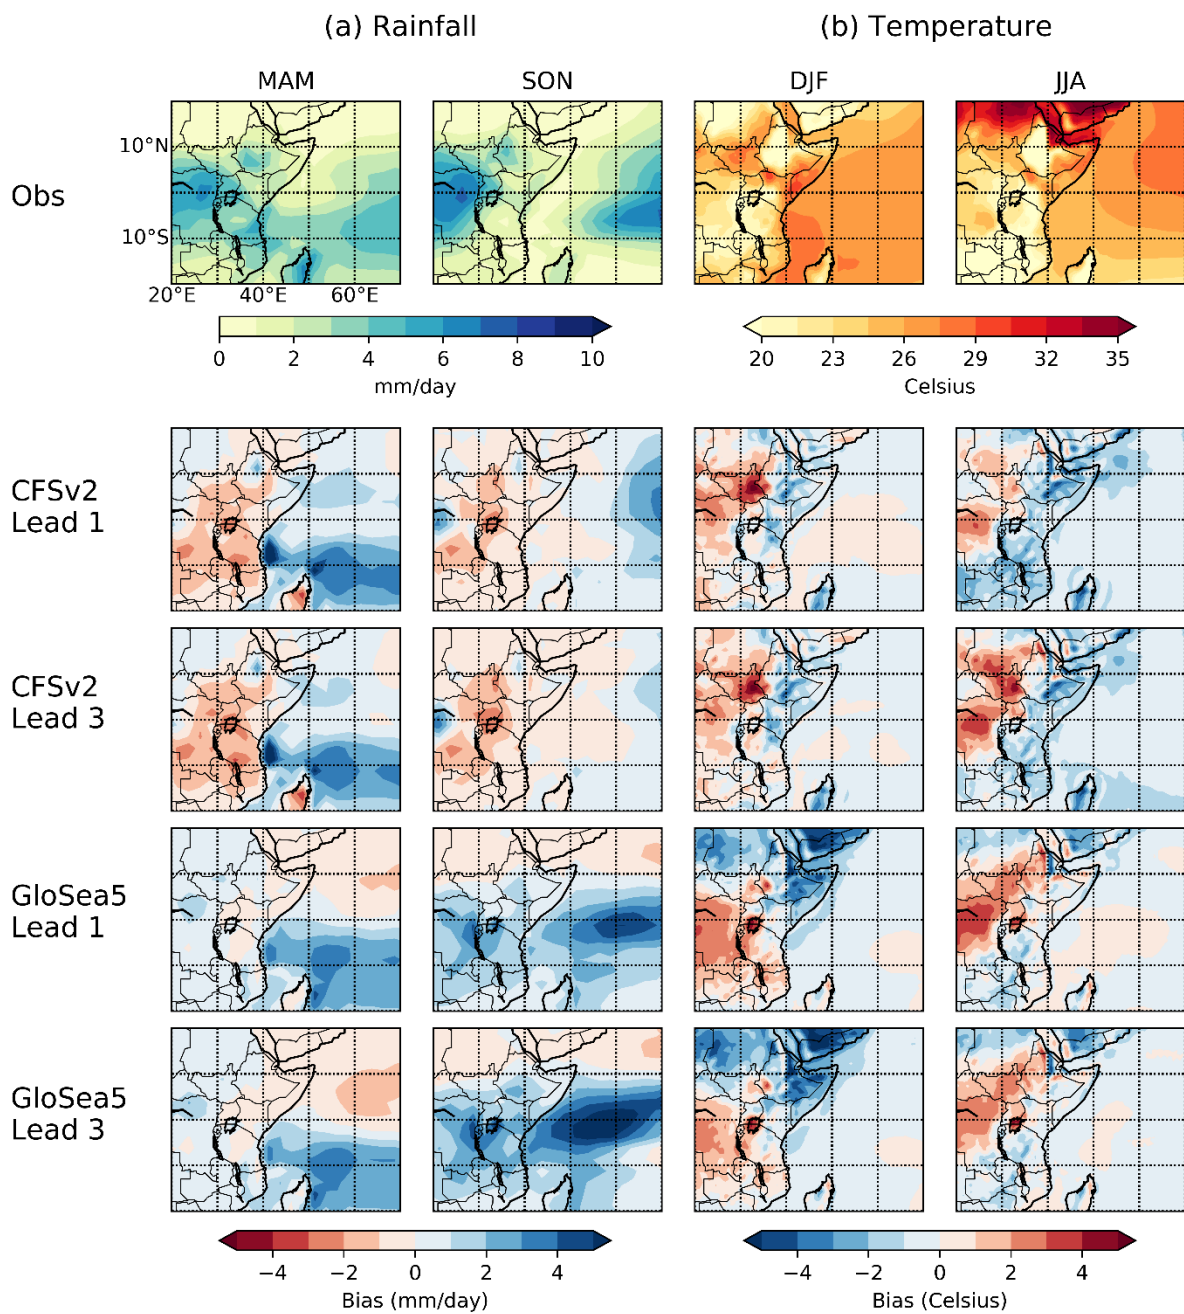 (a) Rainfall
(b) Temperature
MAM
SON
DJF
JJA
Obs
10°N
10°S
20°E 40°E 60°E
0 2 4 6 8 10
mm/day
20 23 26 29 32 35
Celsius
CFSv2
Lead 1
CFSv2
Lead 3
GloSea5
Lead 1
GloSea5
Lead 3
−4 −2 0 2 4
Bias (mm/day)
−4 −2 0 2 4
Bias (Celsius)